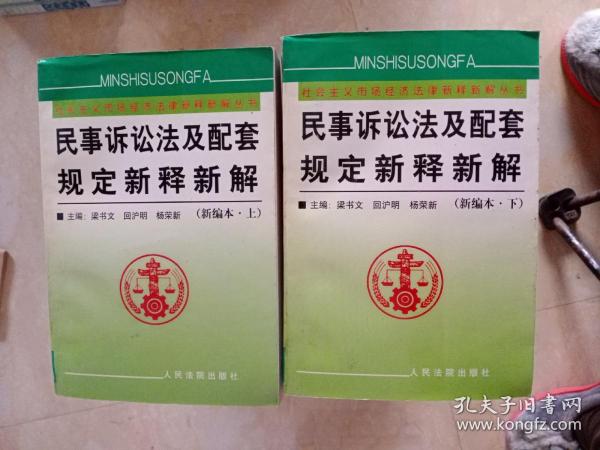 MINSHISUSONGFA
社会主义市场经济法律新释新解丛书
民事诉讼法及配套
规定新释新解
■ 主编：梁书文 回沪明 杨荣新 （新编本·上）
人民法院出版社
MINSHISUSONGFA
社会主义市场经济法律新释新解丛书
民事诉讼法及配套
规定新释新解
■ 主编：梁书文 回沪明 杨荣新 （新编本·下）
人民法院出版社
孔夫子旧书网
www.kongfz.com